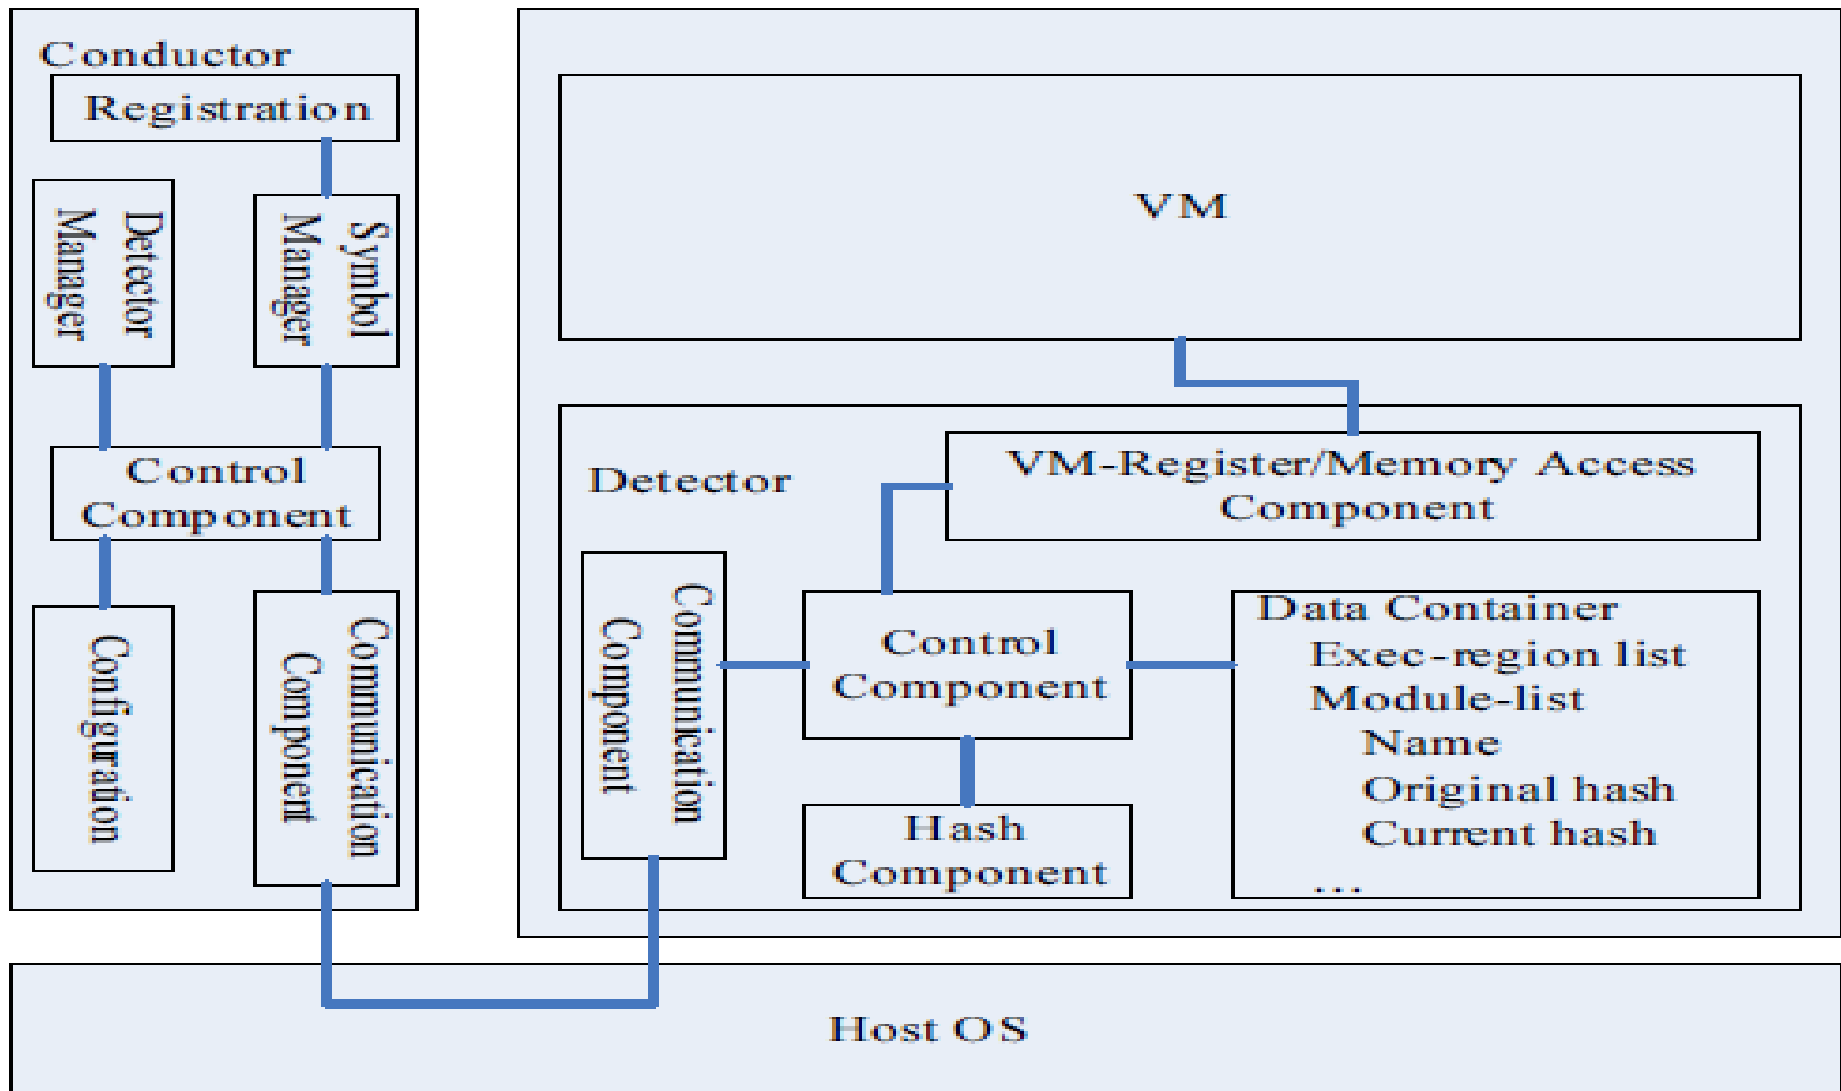 Conductor
Registration
Detector
Manager
Symbol
Manager
Control
Component
Configuration
Communication
Component
VM
Detector
VM-Register/Memory Access
Component
Communication
Component
Control
Component
Hash
Component
Data Container
Exec-region list
Module-list
Name
Original hash
Current hash
...
Host OS